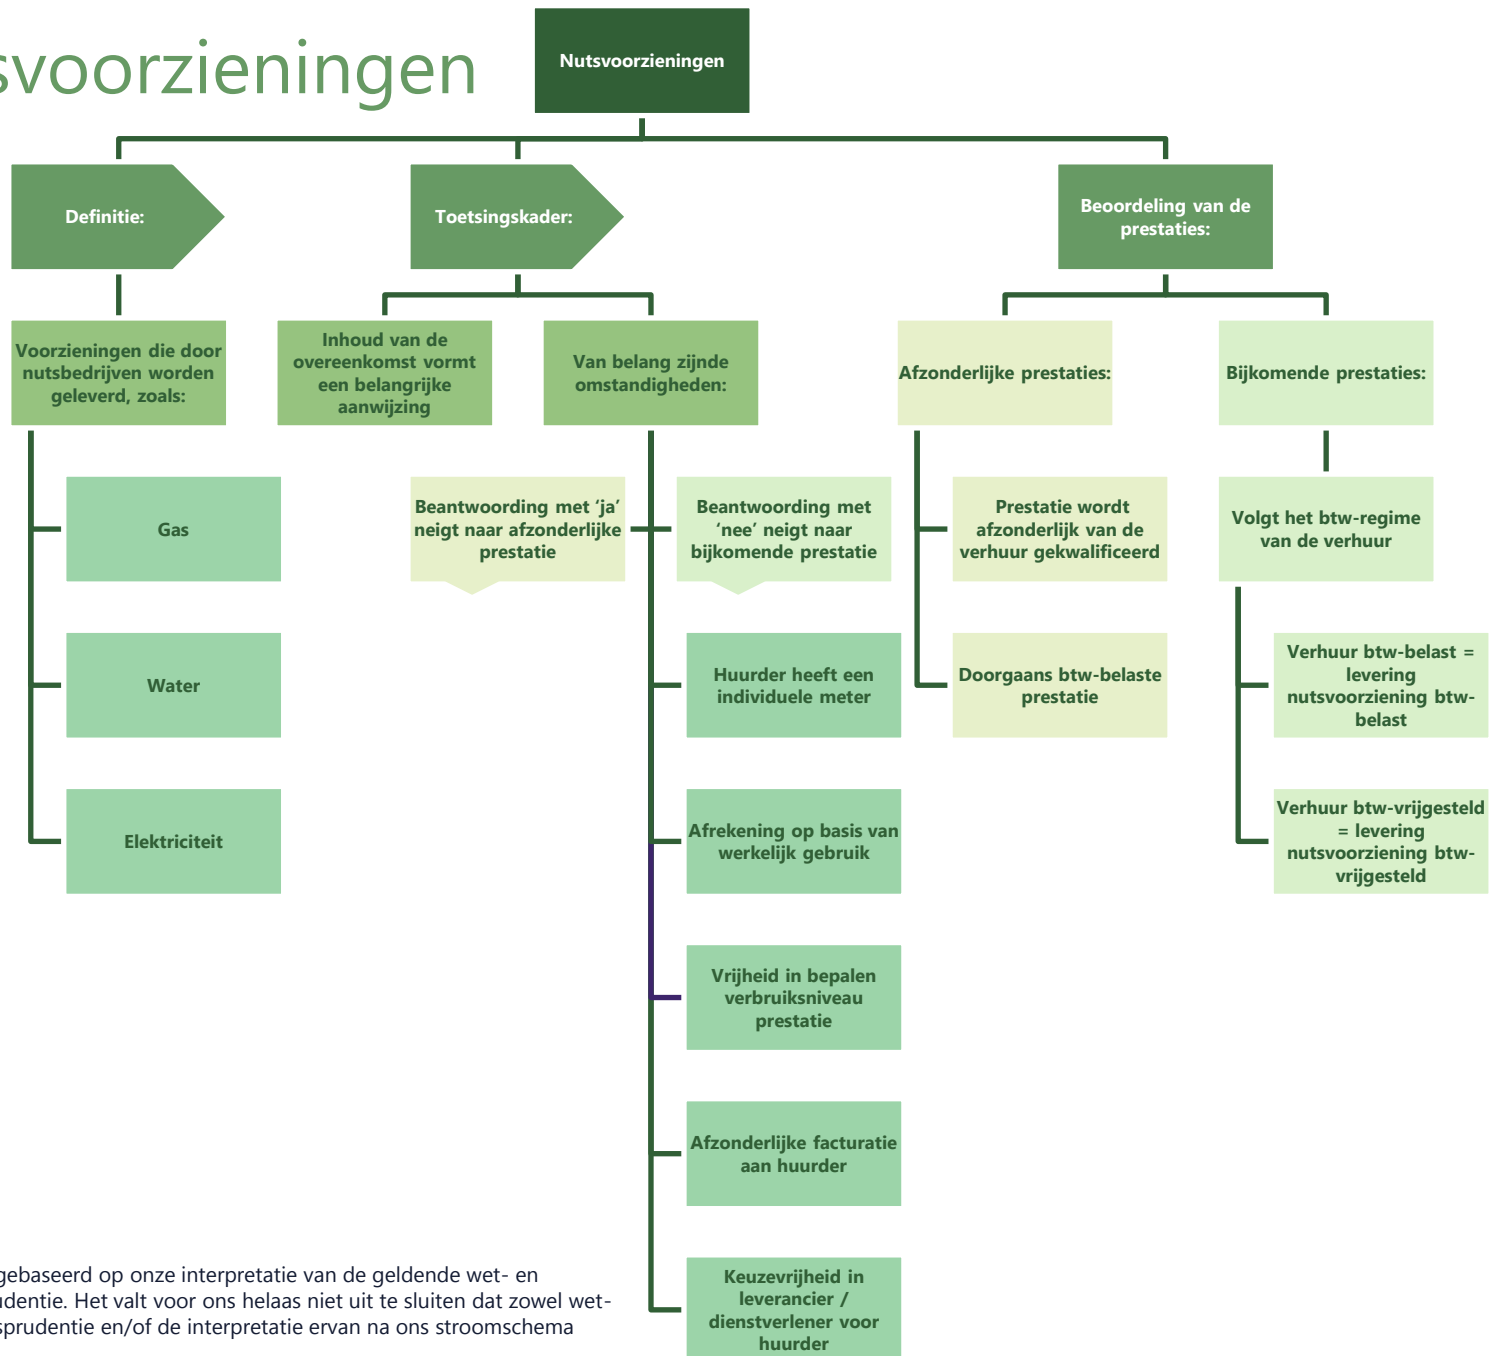 svoorzieningen
Nutsvoorzieningen
Definitie:
Toetsingskader:
Beoordeling van de
prestaties:
Voorzieningen die door
nutsbedrijven worden
geleverd, zoals:
Inhoud van de
overeenkomst vormt
een belangrijke
aanwijzing
Van belang zijnde
omstandigheden:
Afzonderlijke prestaties:
Bijkomende prestaties:
Gas
Beantwoording met ‘ja’
neigt naar afzonderlijke
prestatie
Beantwoording met
‘nee’ neigt naar
bijkomende prestatie
Prestatie wordt
afzonderlijk van de
verhuur gekwalificeerd
Volgt het btw-regime
van de verhuur
Water
Huurder heeft een
individuele meter
Doorgaans btw-belaste
prestatie
Verhuur btw-belast =
levering
nutsvoorziening btw-
belast
Elektriciteit
Afrekening op basis van
werkelijk gebruik
Verhuur btw-vrijgesteld
= levering
nutsvoorziening btw-
vrijgesteld
Vrijheid in bepalen
verbruiksniveau
prestatie
Afzonderlijke facturatie
aan huurder
Keuzevrijheid in
leverancier /
dienstverlener voor
huurder
gebaseerd op onze interpretatie van de geldende wet- en
udentie. Het valt voor ons helaas niet uit te sluiten dat zowel wet-
sprudentie en/of de interpretatie ervan na ons stroomschema